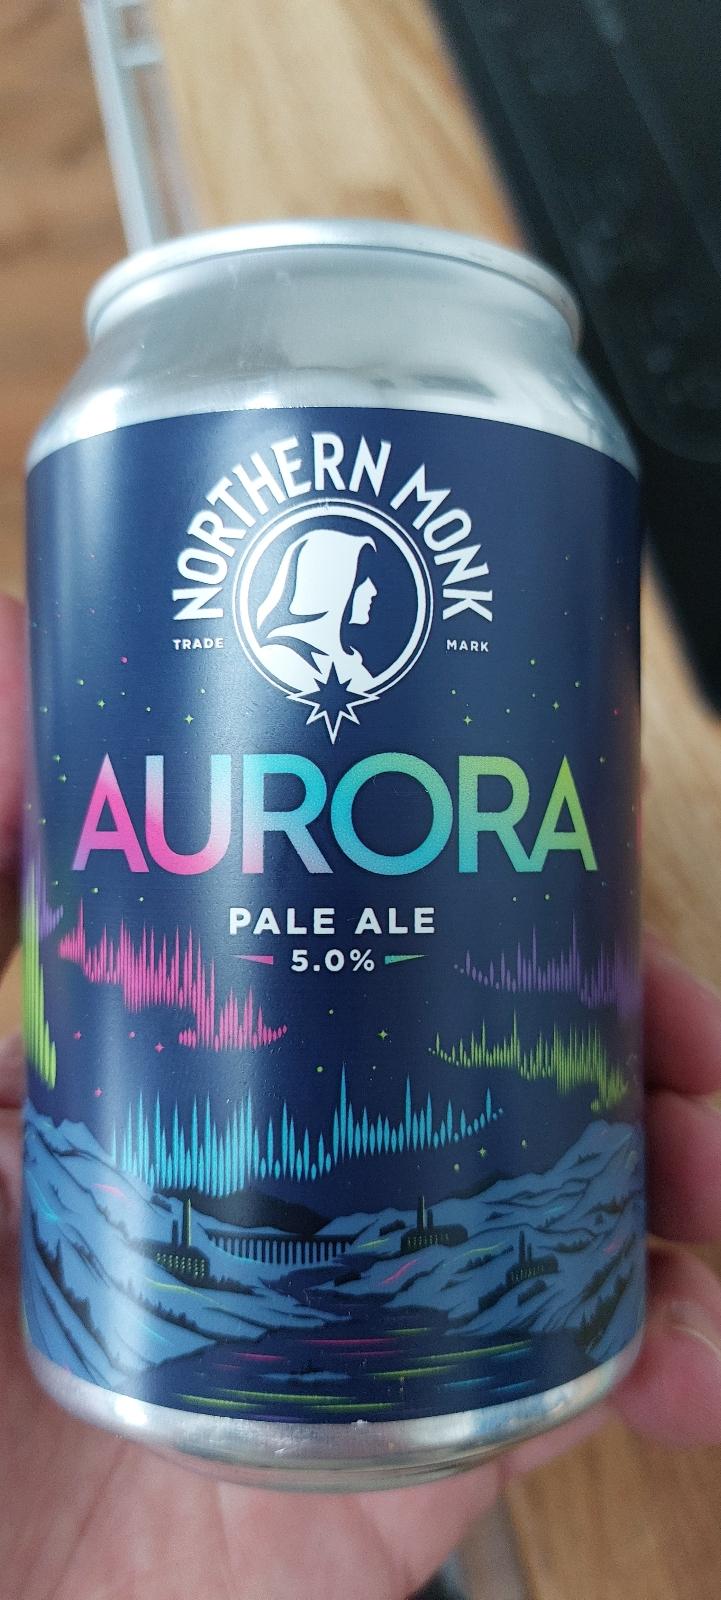 NORTHERN MONK
TRADE MARK
AURORA
PALE ALE
5.0%